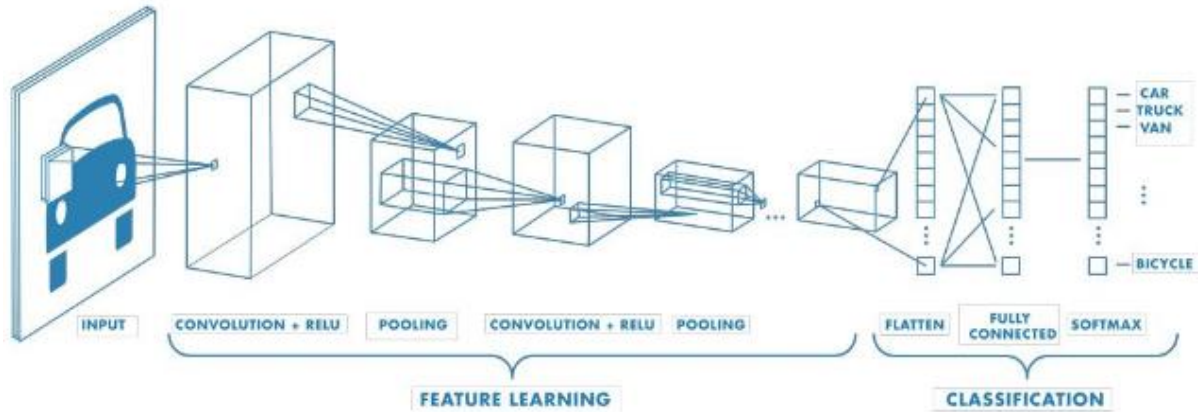 CAR
TRUCK
VAN
BICYCLE
INPUT
CONVOLUTION + RELU
POOLING
CONVOLUTION + RELU
POOLING
FLATTEN
FULLY
CONNECTED
SOFTMAX
FEATURE LEARNING
CLASSIFICATION